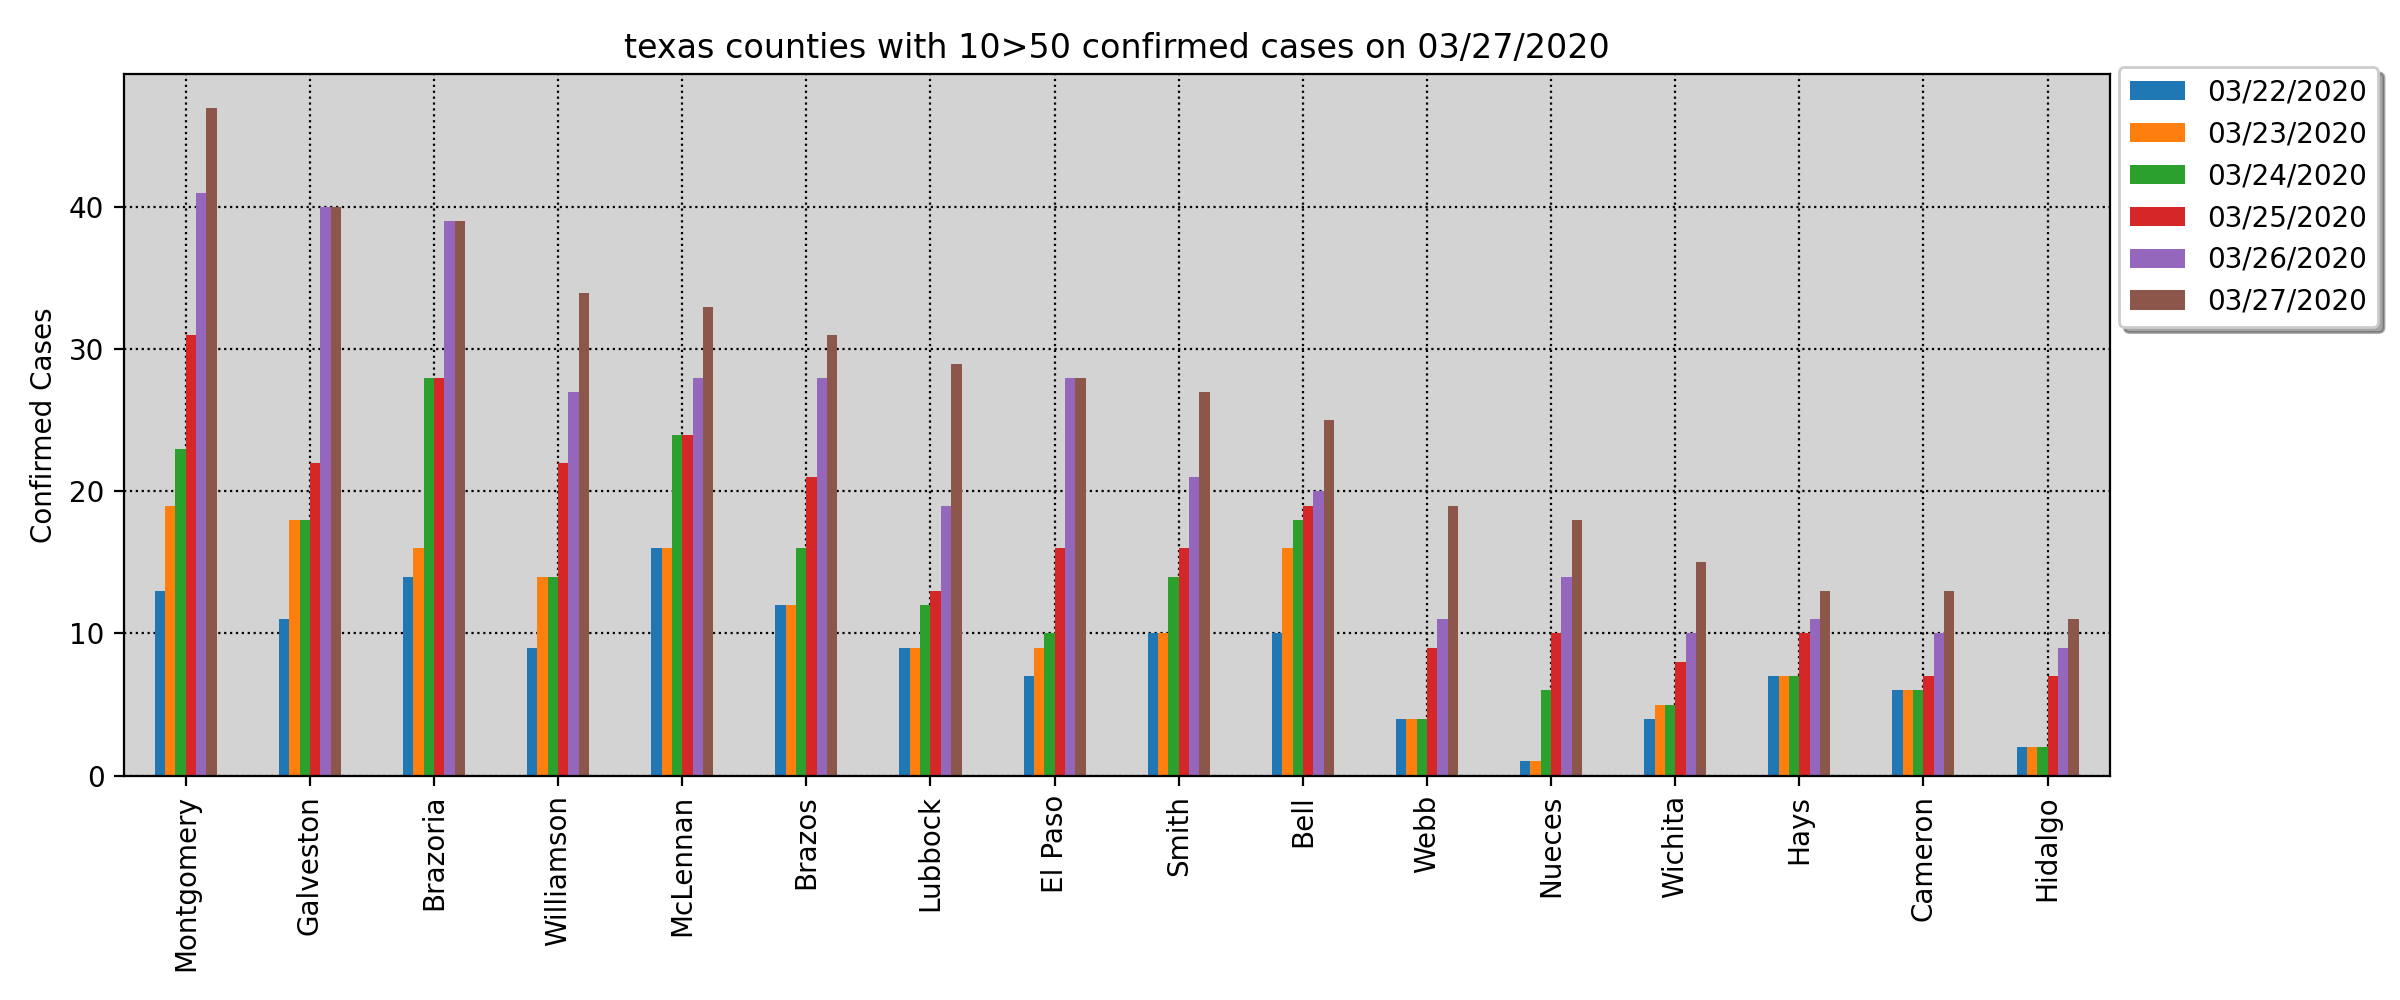 texas counties with 10>50 confirmed cases on 03/27/2020
03/22/2020
03/23/2020
03/24/2020
03/25/2020
03/26/2020
03/27/2020
Confirmed Cases
40
30
20
10
0
Montgomery
Galveston
Brazoria
Williamson
McLennan
Brazos
Lubbock
El Paso
Smith
Bell
Webb
Nueces
Wichita
Hays
Cameron
Hidalgo